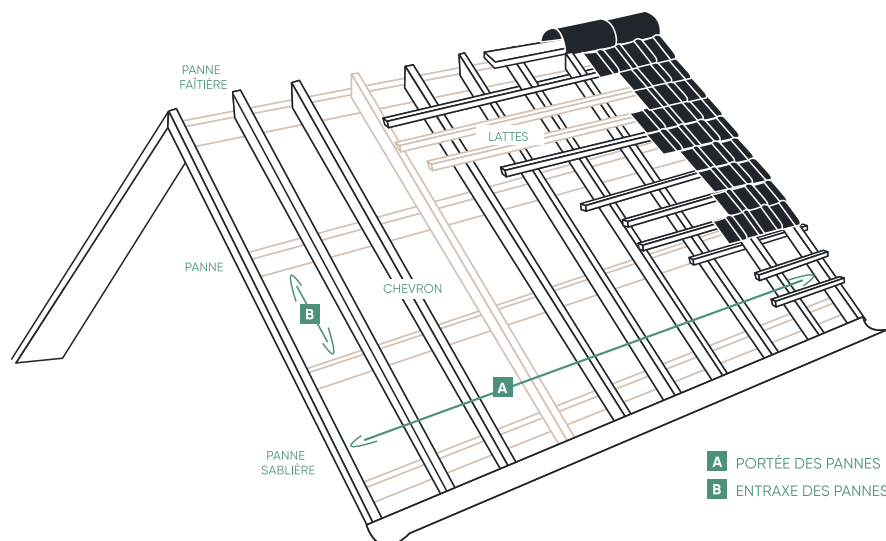 PANNE
FAÎTIÈRE
LATTES
PANNE
CHEVRON
B
A
PANNE
SABLIÈRE
A PORTÉE DES PANNES
B ENTRAXE DES PANNES